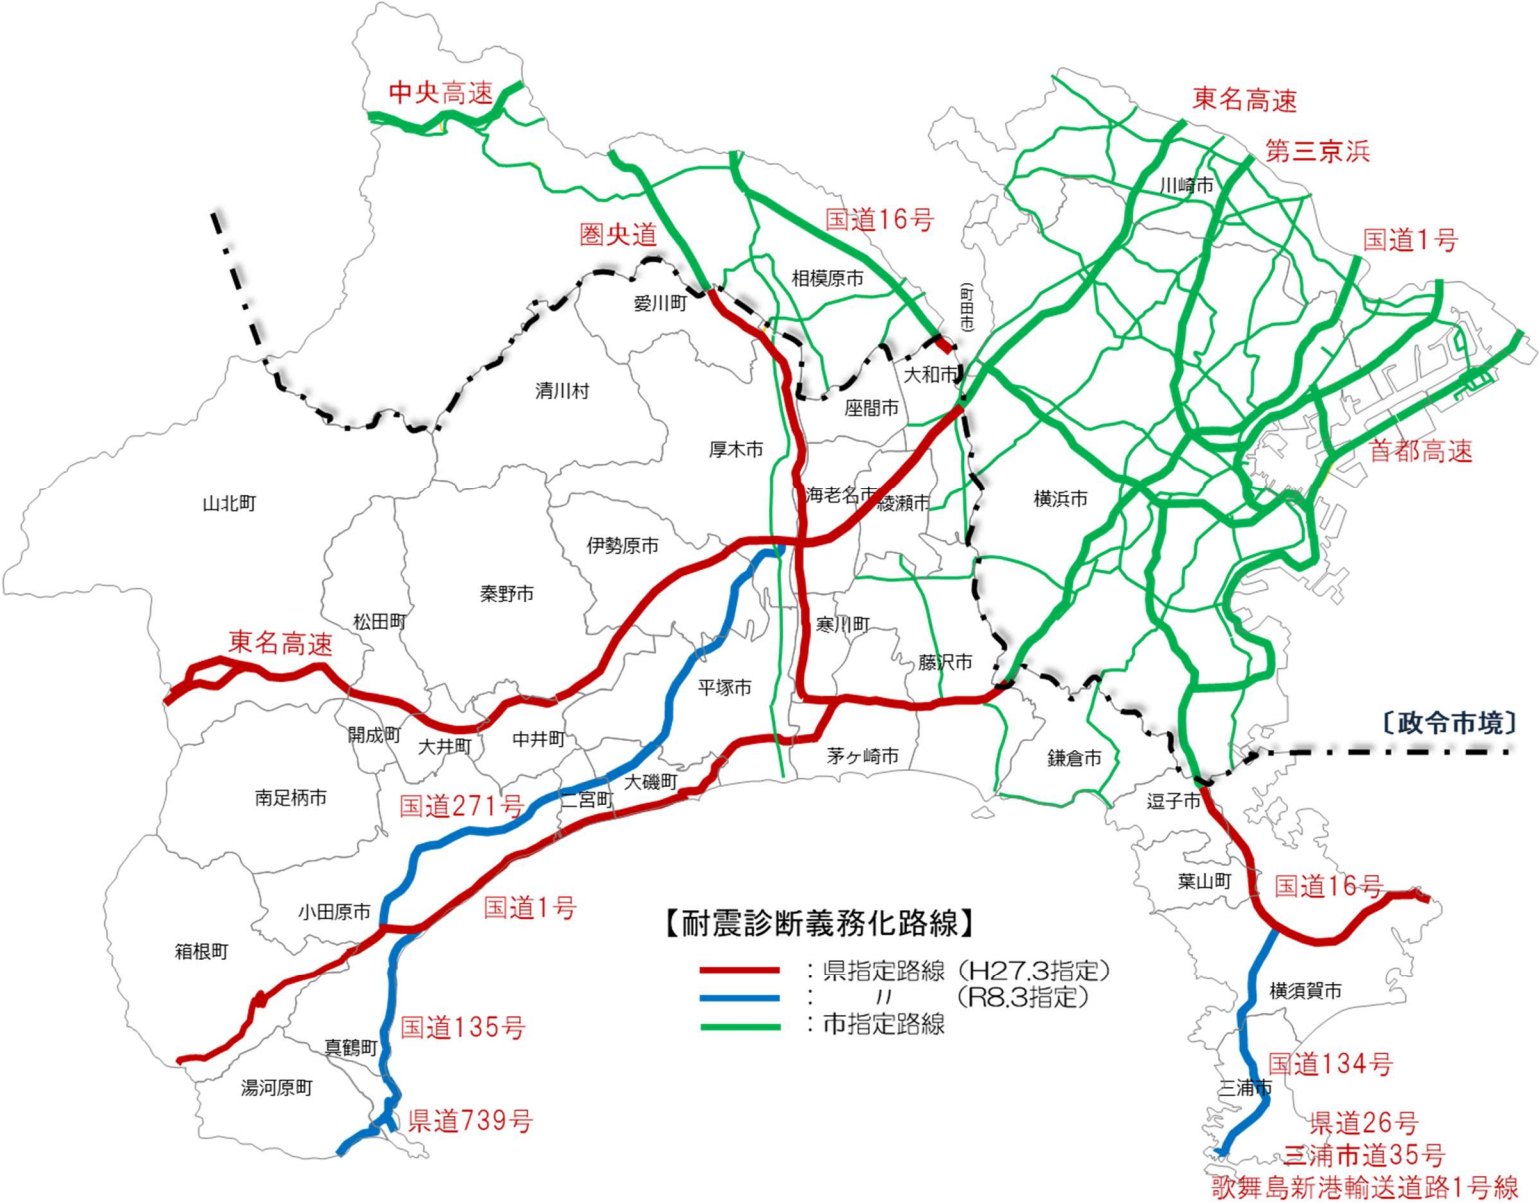 中央高速
東名高速
第三京浜
川崎市
国道16号
圏央道
国道1号
相模原市
愛川町
(町田市)
大和市
清川村
座間市
厚木市
首都高速
海老名市
綾瀬市
横浜市
山北町
伊勢原市
秦野市
松田町
寒川町
東名高速
藤沢市
平塚市
〔政令市境〕
開成町
大井町
中井町
茅ヶ崎市
鎌倉市
大磯町
南足柄市
国道271号
二宮町
逗子市
葉山町
国道16号
小田原市
国道1号
【耐震診断義務化路線】
箱根町
:県指定路線(H27.3指定)
横須賀市
: 〃 (R8.3指定)
国道135号
:市指定路線
真鶴町
国道134号
湯河原町
三浦市
県道739号
県道26号
三浦市道35号
歌舞島新港輸送道路1号線